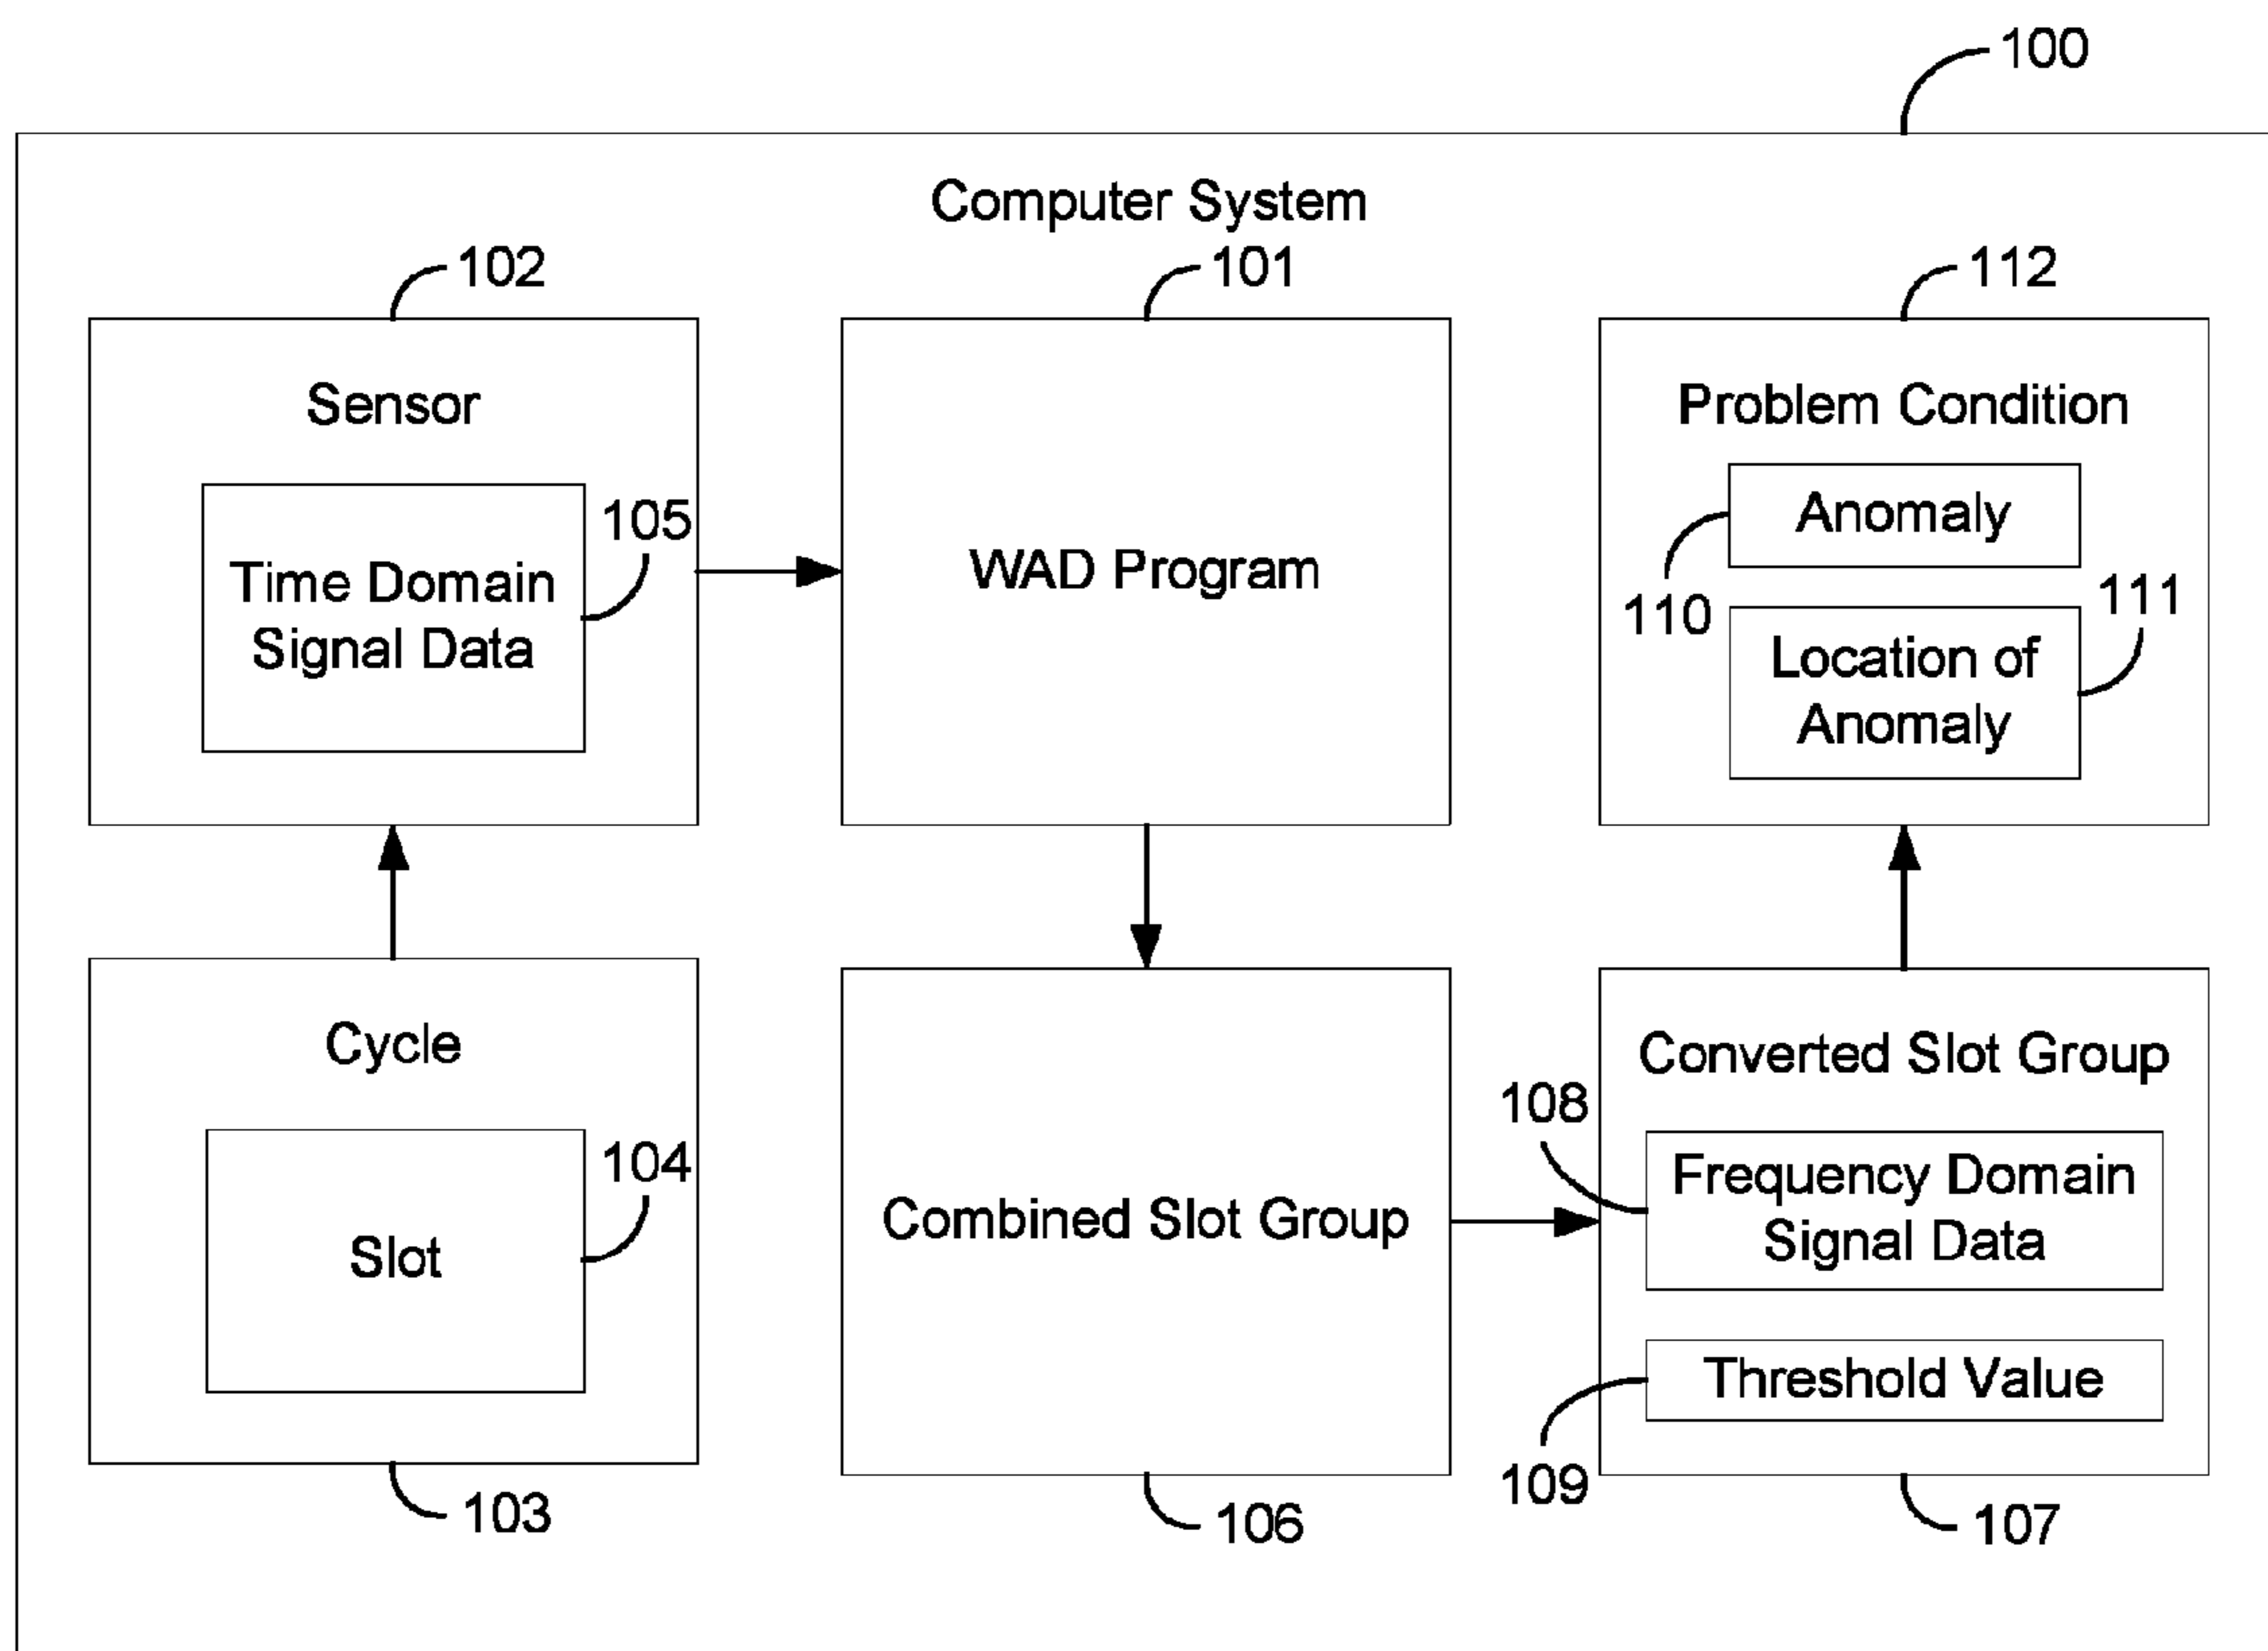 100
Computer System
102
101
112
Sensor
105
Time Domain
Signal Data
WAD Program
Problem Condition
Anomaly
110
111
Location of
Anomaly
Cycle
104
Slot
103
Combined Slot Group
106
Converted Slot Group
108
Frequency Domain
Signal Data
Threshold Value
109
107